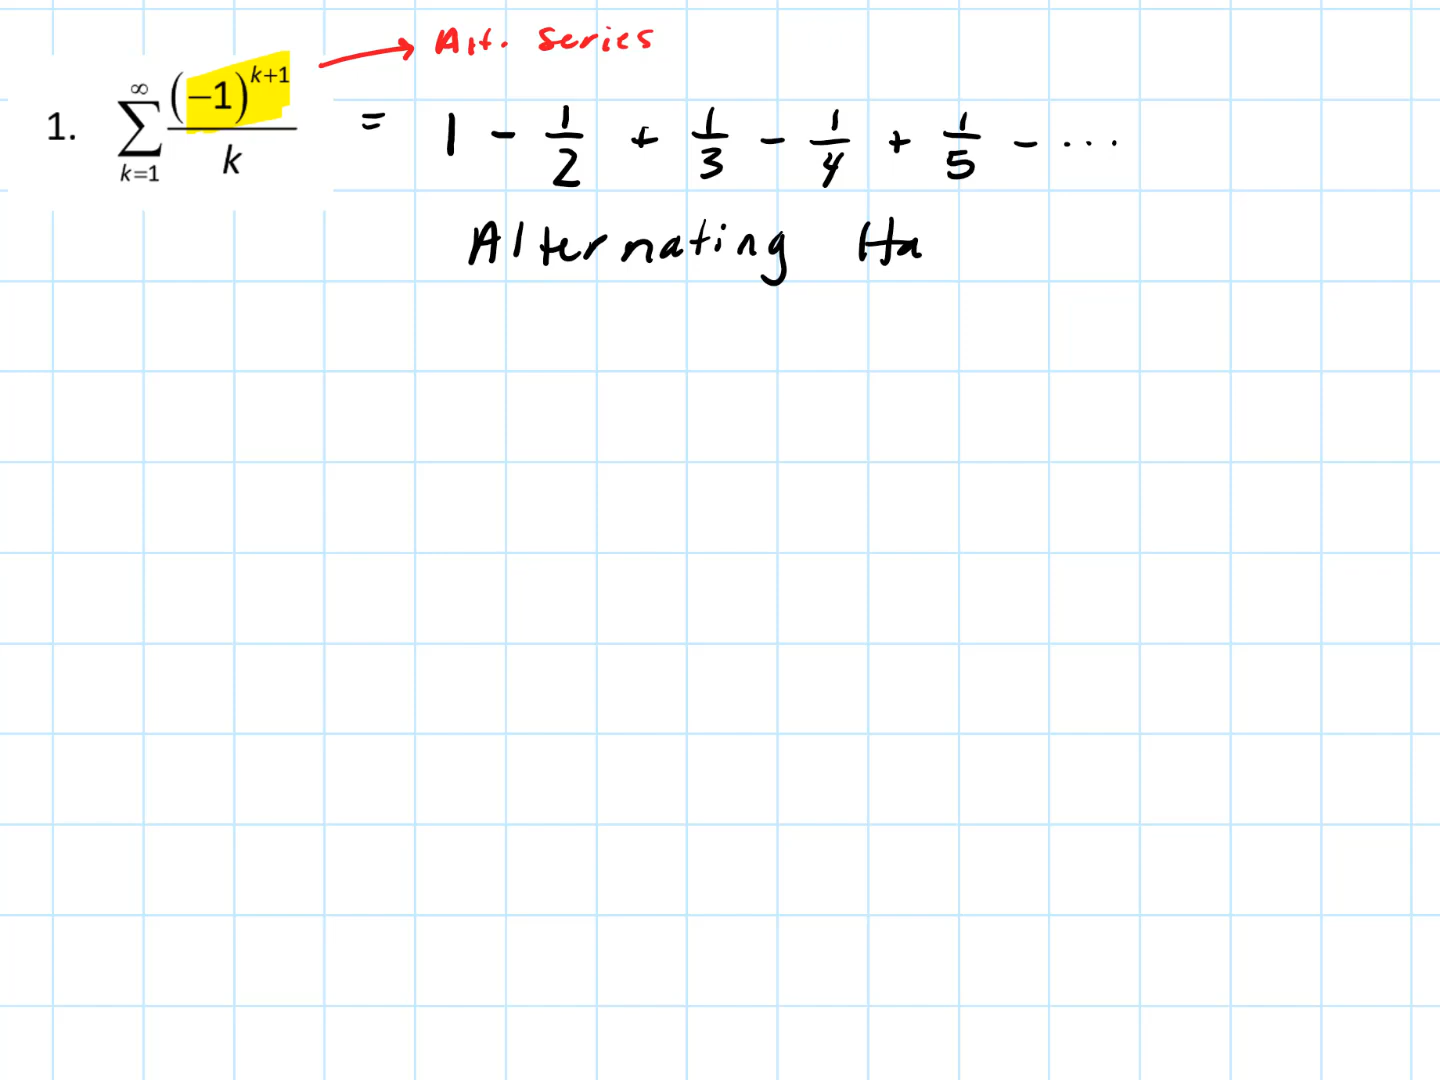 Alt. Series
1. ∞ ∑ k=1 (−1)^(k+1) / k = 1 - 1/2 + 1/3 - 1/4 + 1/5 - ...
Alternating Ha